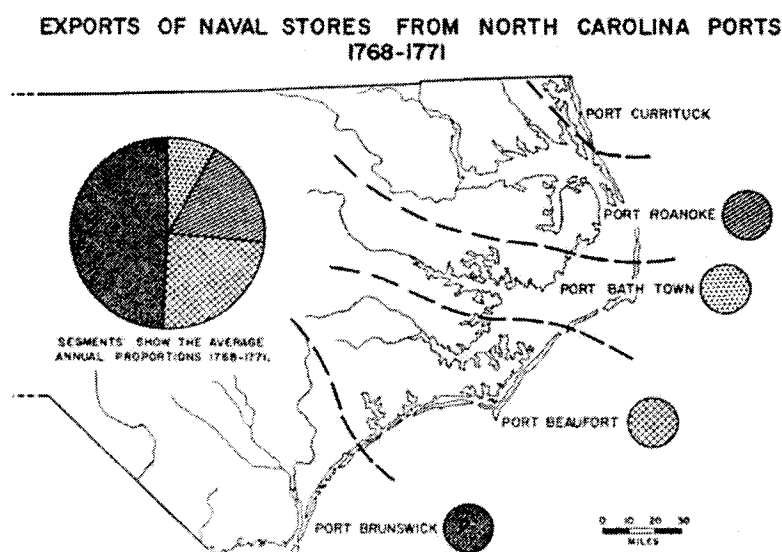 EXPORTS OF NAVAL STORES FROM NORTH CAROLINA PORTS
1768-1771
PORT CURRITUCK
PORT ROANOKE
PORT BATH TOWN
SEGMENTS SHOW THE AVERAGE
ANNUAL PROPORTIONS 1768-1771.
PORT BEAUFORT
PORT BRUNSWICK
0 10 20 30
MILES